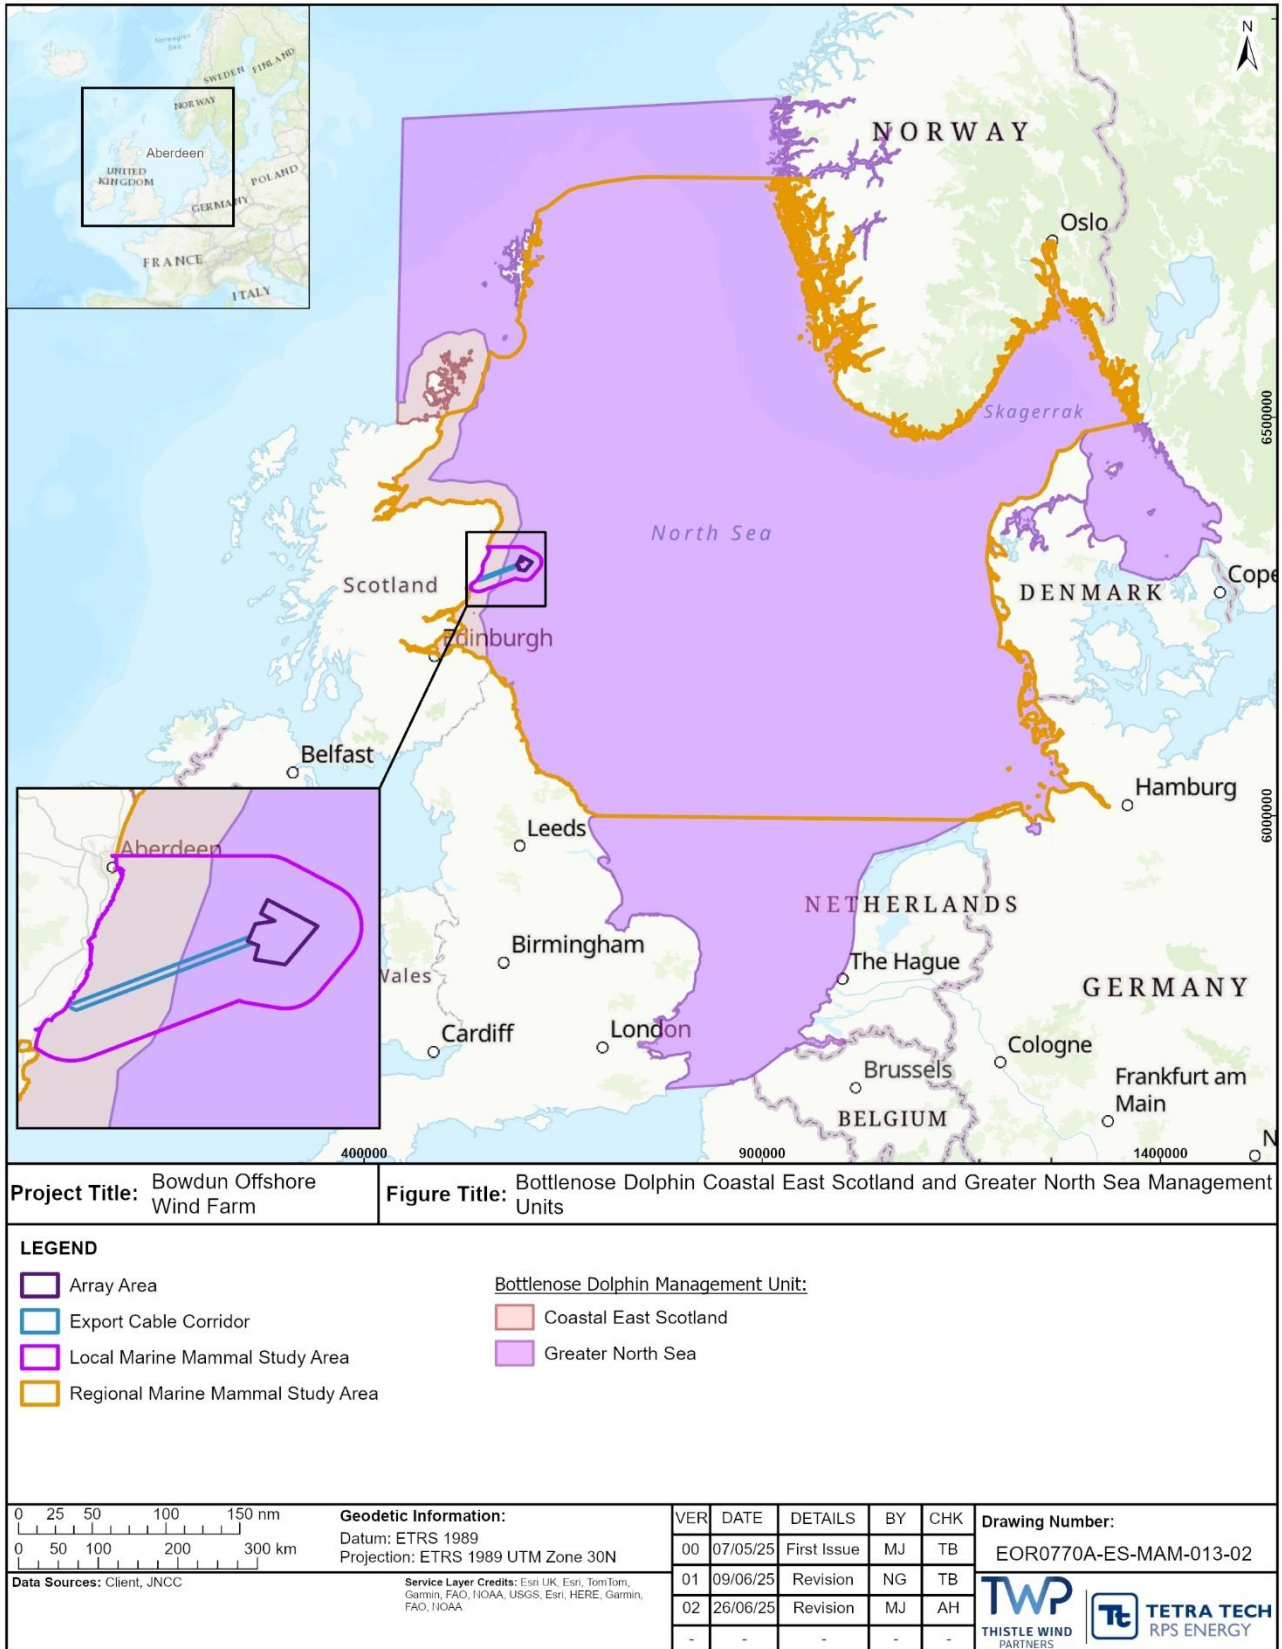 Norwegian
Sea
SWEDEN
FINLAND
NORWAY
Aberdeen
UNITED
KINGDOM
POLAND
GERMANY
FRANCE
ITALY
N
NORWAY
Oslo
Skagerrak
6500000
North Sea
Scotland
DENMARK
Cope
Edinburgh
Belfast
Hamburg
Leeds
6000000
Aberdeen
NETHERLANDS
Birmingham
Wales
The Hague
GERMANY
Cardiff
London
Cologne
Brussels
Frankfurt am
Main
BELGIUM
N
400000
900000
1400000
Project Title: Bowdun Offshore
Wind Farm
Figure Title: Bottlenose Dolphin Coastal East Scotland and Greater North Sea Management
Units
LEGEND
Array Area
Export Cable Corridor
Local Marine Mammal Study Area
Regional Marine Mammal Study Area
Bottlenose Dolphin Management Unit:
Coastal East Scotland
Greater North Sea
0 25 50 100 150 nm
0 50 100 200 300 km
Geodetic Information:
Datum: ETRS 1989
Projection: ETRS 1989 UTM Zone 30N
Data Sources: Client, JNCC
Service Layer Credits: Esri UK, Esri, TomTom,
Garmin, FAO, NOAA, USGS, Esri, HERE, Garmin,
FAO, NOAA
VER DATE DETAILS BY CHK
00 07/05/25 First Issue MJ TB
01 09/06/25 Revision NG TB
02 26/06/25 Revision MJ AH
- - - - -
Drawing Number:
EOR0770A-ES-MAM-013-02
TWP
THISTLE WIND
PARTNERS
Tt
TETRA TECH
RPS ENERGY